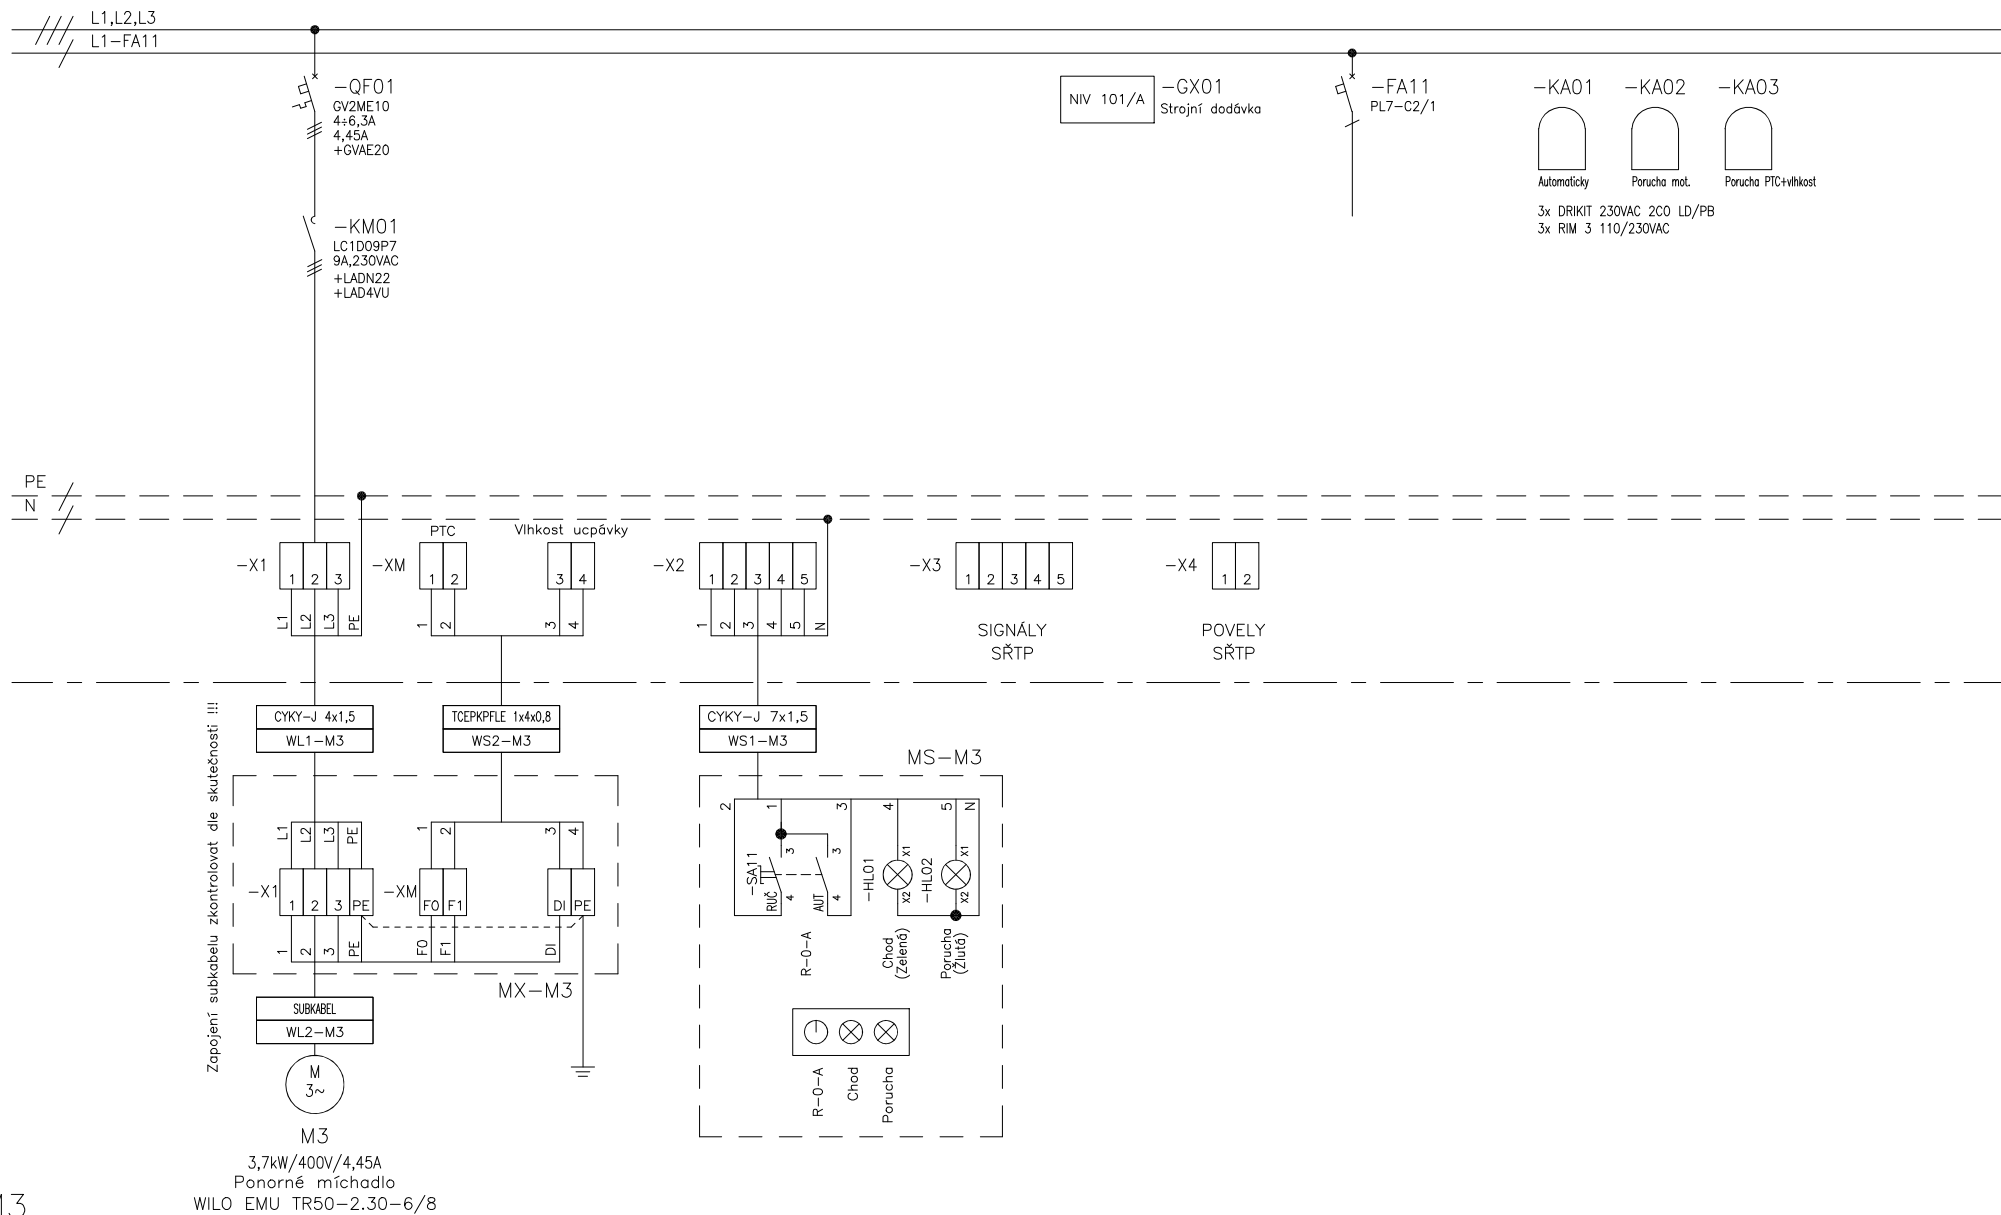 L1,L2,L3
L1-FA11
-QF01
GV2ME10
4÷6,3A
4,45A
+GVAE20
-KM01
LC1D09P7
9A,230VAC
+LADN22
+LAD4VU
NIV 101/A
-GX01
Strojní dodávka
-FA11
PL7-C2/1
-KA01
-KA02
-KA03
Automaticky
Porucha mot.
Porucha PTC+vlhkost
3x DRIKIT 230VAC 2CO LD/PB
3x RIM 3 110/230VAC
PE
N
PTC
Vlhkost ucpávky
-X1
1 2 3
-XM
1 2
3 4
-X2
1 2 3 4 5
-X3
1 2 3 4 5
-X4
1 2
L1 L2 L3 PE
1 2
3 4
1 2 3 4 5 N
SIGNÁLY
SŘTP
POVELY
SŘTP
Zapojení subkabelu zkontrolovat dle skutečnosti !!!
CYKY-J 4x1,5
WL1-M3
TCEPKPFLE 1x4x0,8
WS2-M3
CYKY-J 7x1,5
WS1-M3
MS-M3
L1 L2 L3 PE
1 2
3 4
-X1
1 2 3 PE
-XM
F0 F1
DI PE
1 2 3 PE
F0 F1
DI
MX-M3
2 1 3 4 5 N
-SA11
3
4
RUČ
3
4
AUT
-HL01
X1
X2
-HL02
X1
X2
R-0-A
Chod
(Zelená)
Porucha
(Žlutá)
R-0-A
Chod
Porucha
SUBKABEL
WL2-M3
M
3~
M3
3,7kW/400V/4,45A
Ponorné míchadlo
WILO EMU TR50-2.30-6/8